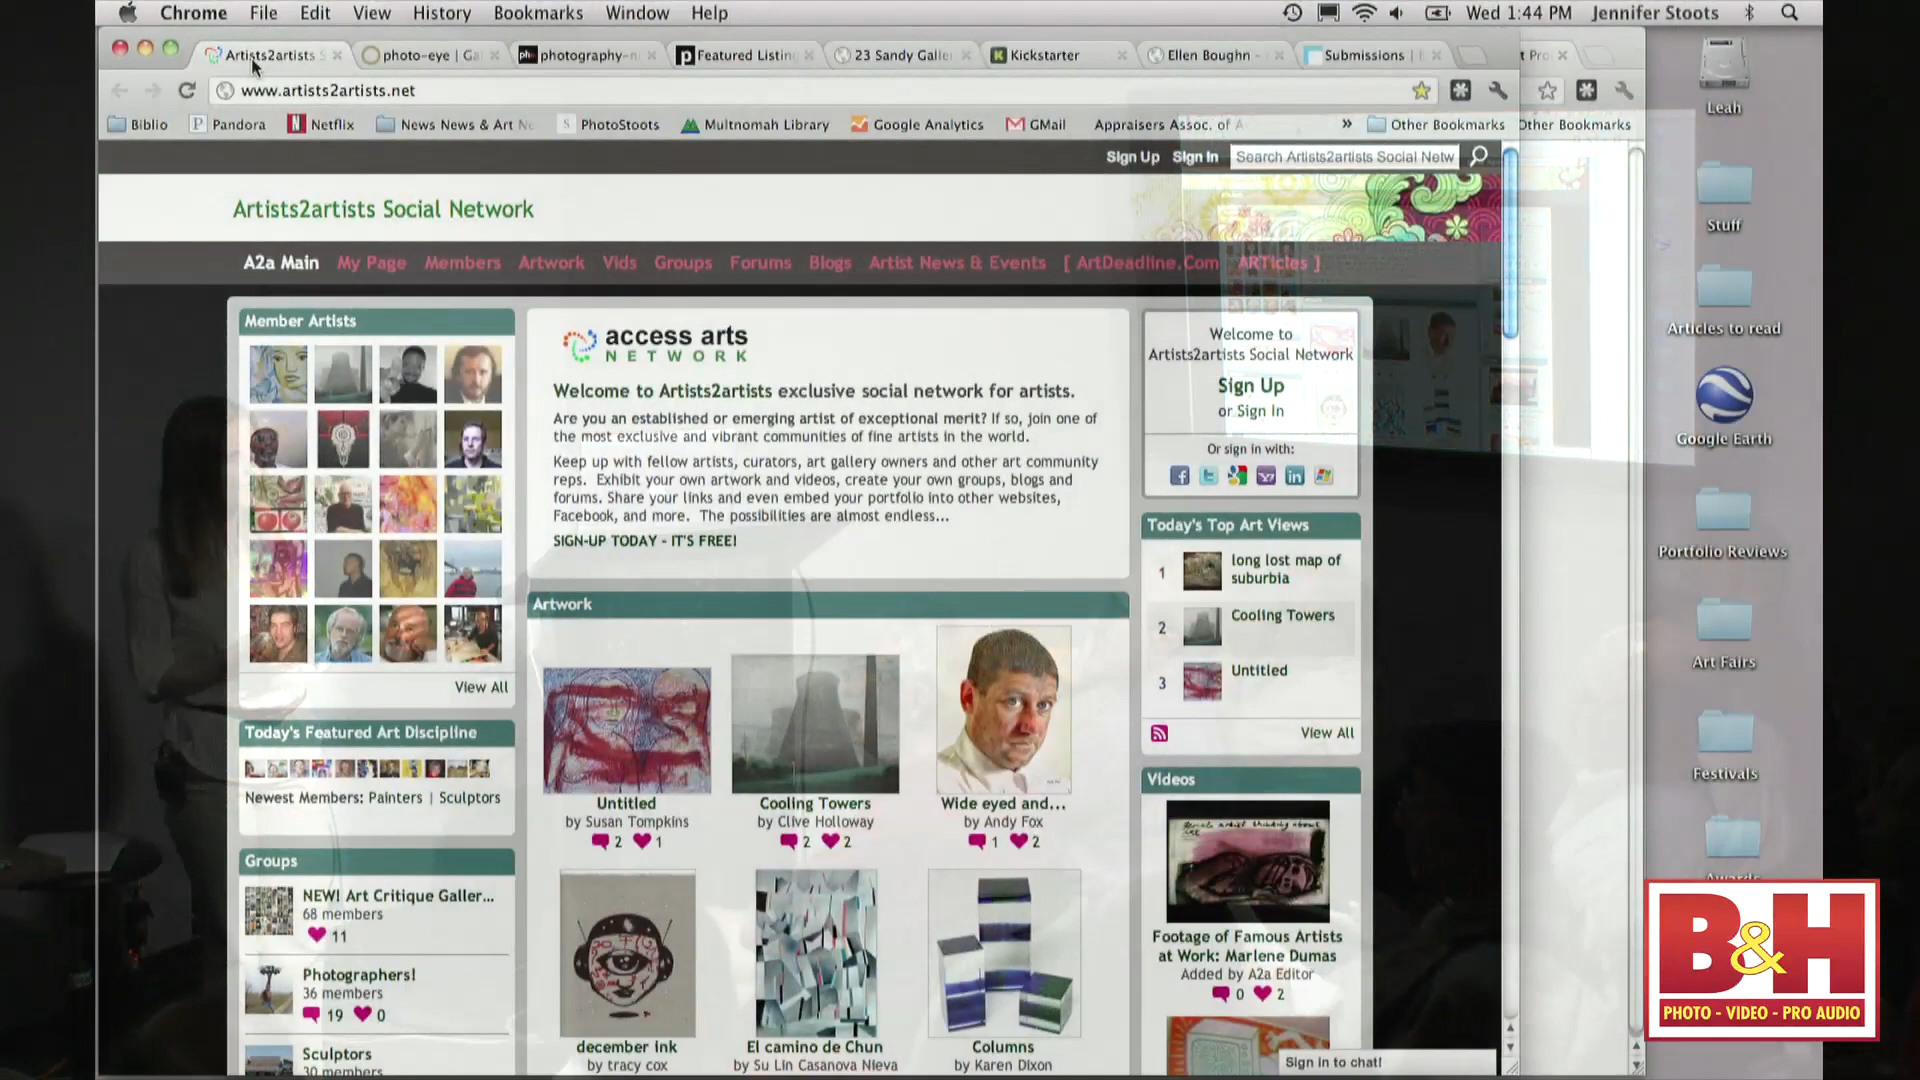 Chrome File Edit View History Bookmarks Window Help
Wed 1:44 PM Jennifer Stoots
Artists2artists S
photo-eye | Ga
photography-n
Featured Listing
23 Sandy Galler
Kickstarter
Ellen Boughn -
Submissions |
t Pro
www.artists2artists.net
Biblio Pandora Netflix News News & Art Ne PhotoStoots Multnomah Library Google Analytics GMail Appraisers Assoc. of A » Other Bookmarks Other Bookmarks
Sign Up Sign In Search Artists2artists Social Netw
Artists2artists Social Network
A2a Main My Page Members Artwork Vids Groups Forums Blogs Artist News & Events [ ArtDeadline.Com ARTicles ]
Member Artists
View All
Today's Featured Art Discipline
Newest Members: Painters | Sculptors
Groups
NEW! Art Critique Galler...
68 members
11
Photographers!
36 members
19 0
Sculptors
30 members
access arts
NETWORK
Welcome to Artists2artists exclusive social network for artists.
Are you an established or emerging artist of exceptional merit? If so, join one of
the most exclusive and vibrant communities of fine artists in the world.
Keep up with fellow artists, curators, art gallery owners and other art community
reps. Exhibit your own artwork and videos, create your own groups, blogs and
forums. Share your links and even embed your portfolio into other websites,
Facebook, and more. The possibilities are almost endless...
SIGN-UP TODAY - IT'S FREE!
Artwork
Untitled
by Susan Tompkins
2 1
Cooling Towers
by Clive Holloway
2 2
Wide eyed and...
by Andy Fox
1 2
december ink
by tracy cox
El camino de Chun
by Su Lin Casanova Nieva
Columns
by Karen Dixon
Welcome to
Artists2artists Social Network
Sign Up
or Sign In
Or sign in with:
Today's Top Art Views
1 long lost map of
suburbia
2 Cooling Towers
3 Untitled
View All
Videos
Footage of Famous Artists
at Work: Marlene Dumas
Added by A2a Editor
0 2
Sign in to chat!
Leah
Stuff
Articles to read
Google Earth
Portfolio Reviews
Art Fairs
Festivals
Awards
B&H
PHOTO - VIDEO - PRO AUDIO